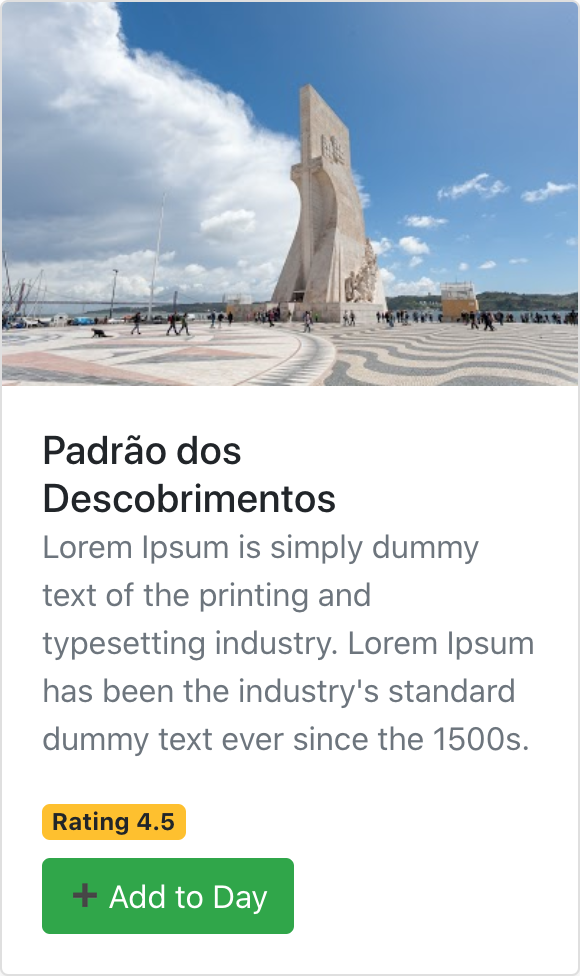 Padrão dos
Descobrimentos
Lorem Ipsum is simply dummy
text of the printing and
typesetting industry. Lorem Ipsum
has been the industry's standard
dummy text ever since the 1500s.
Rating 4.5
+ Add to Day